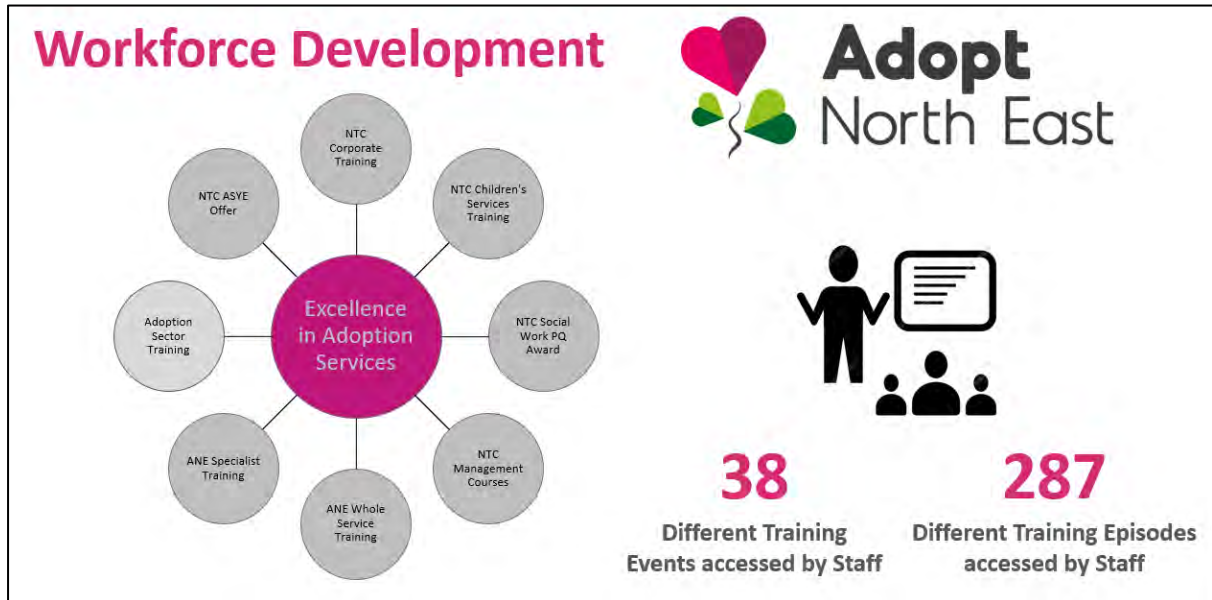 Workforce Development
Adopt
North East
NTC
Corporate
Training
NTC Children's
Services
Training
NTC Social
Work PQ
Award
NTC
Management
Courses
ANE Whole
Service
Training
ANE Specialist
Training
Adoption
Sector
Training
NTC ASYE
Offer
Excellence
in Adoption
Services
38
Different Training
Events accessed by Staff
287
Different Training Episodes
accessed by Staff